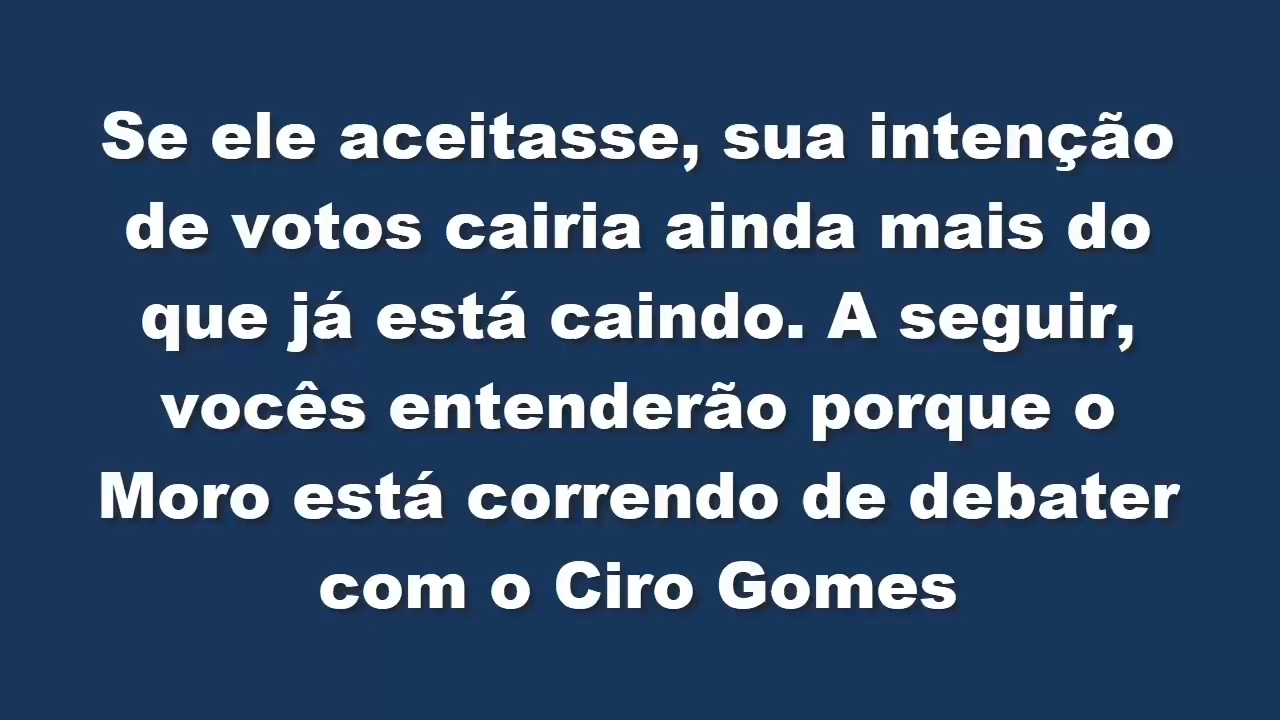 Se ele aceitasse, sua intenção
de votos cairia ainda mais do
que já está caindo. A seguir,
vocês entenderão porque o
Moro está correndo de debater
com o Ciro Gomes